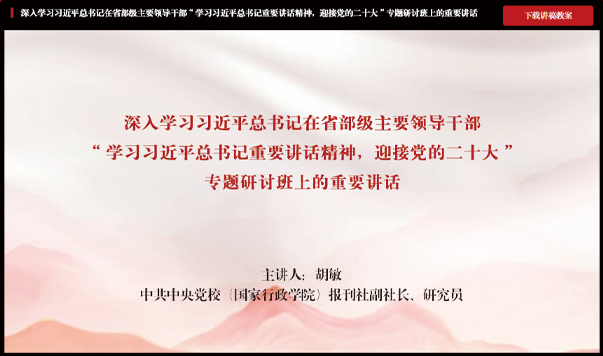 深入学习习近平总书记在省部级主要领导干部“学习习近平总书记重要讲话精神，迎接党的二十大”专题研讨班上的重要讲话
下载讲稿教案
深入学习习近平总书记在省部级主要领导干部
“学习习近平总书记重要讲话精神，迎接党的二十大”
专题研讨班上的重要讲话
主讲人：胡敏
中共中央党校（国家行政学院）报刊社副社长、研究员